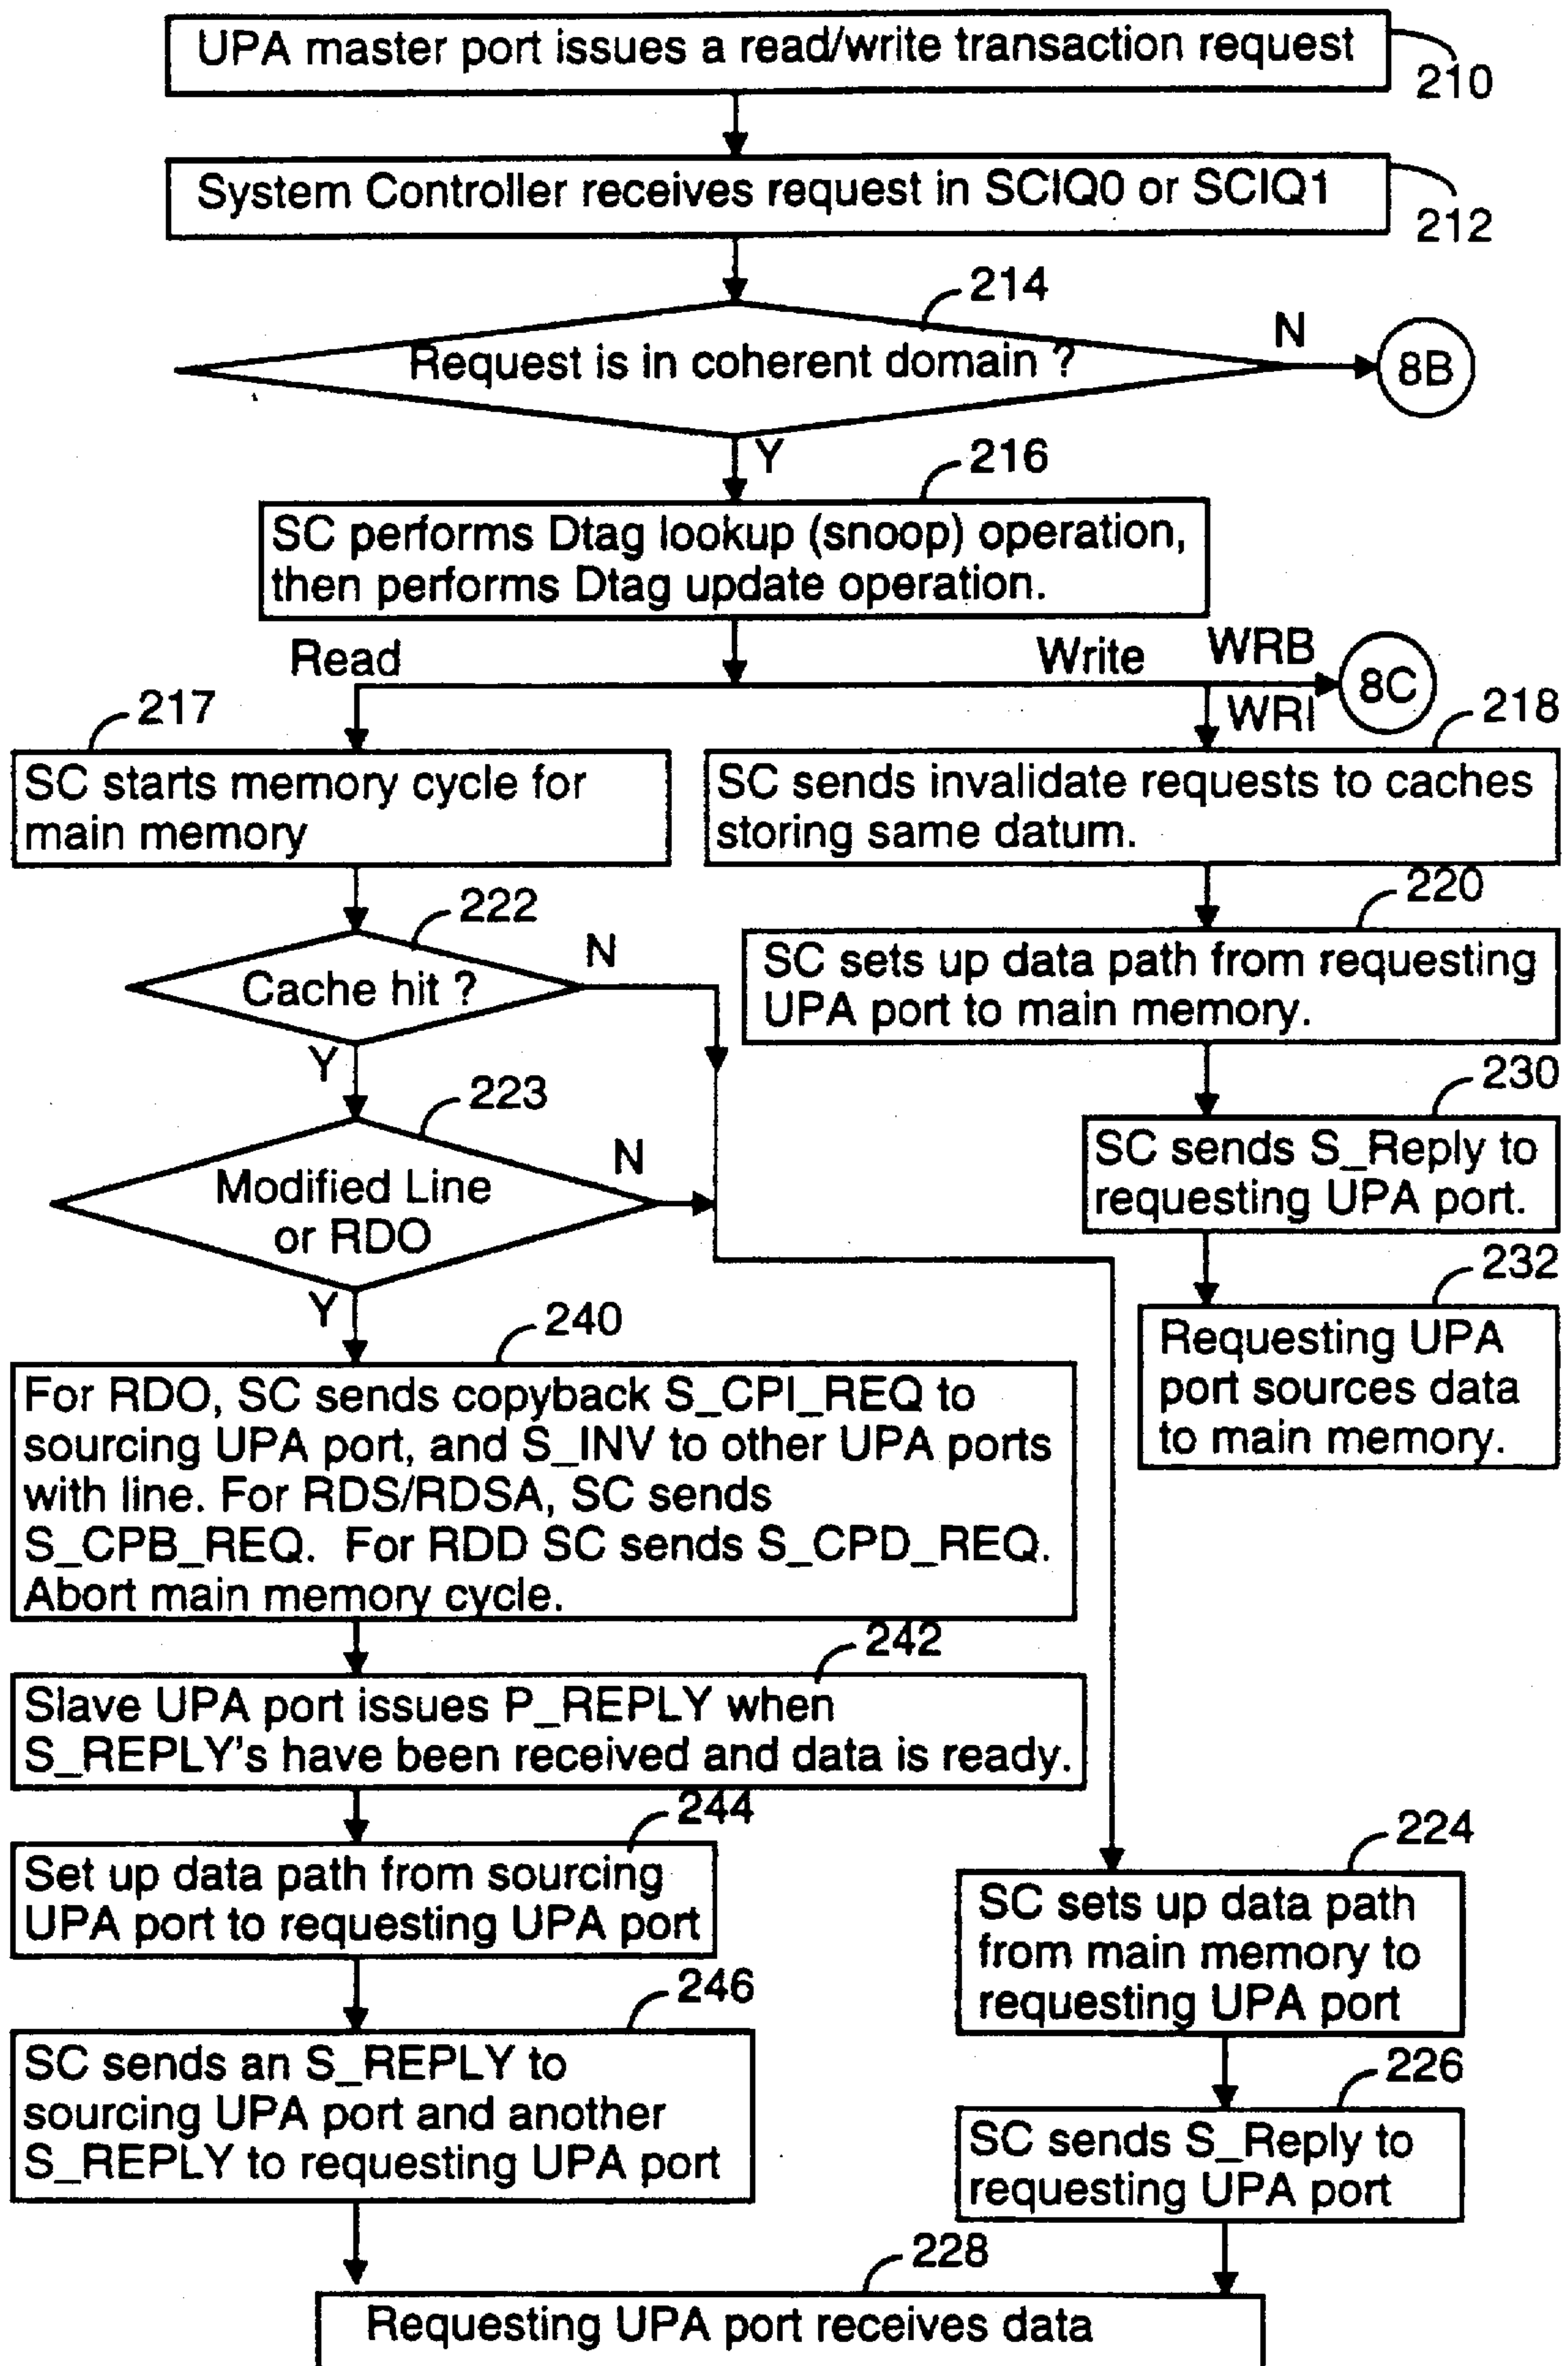 UPA master port issues a read/write transaction request
210
System Controller receives request in SCIQ0 or SCIQ1
212
214
Request is in coherent domain ?
N
8B
Y
216
SC performs Dtag lookup (snoop) operation,
then performs Dtag update operation.
Read
Write
WRB
8C
WRI
217
SC starts memory cycle for
main memory
218
SC sends invalidate requests to caches
storing same datum.
222
Cache hit ?
N
Y
220
SC sets up data path from requesting
UPA port to main memory.
223
Modified Line
or RDO
N
Y
230
SC sends S_Reply to
requesting UPA port.
232
Requesting UPA
port sources data
to main memory.
240
For RDO, SC sends copyback S_CPI_REQ to
sourcing UPA port, and S_INV to other UPA ports
with line. For RDS/RDSA, SC sends
S_CPB_REQ. For RDD SC sends S_CPD_REQ.
Abort main memory cycle.
242
Slave UPA port issues P_REPLY when
S_REPLY's have been received and data is ready.
244
Set up data path from sourcing
UPA port to requesting UPA port
224
SC sets up data path
from main memory to
requesting UPA port
246
SC sends an S_REPLY to
sourcing UPA port and another
S_REPLY to requesting UPA port
226
SC sends S_Reply to
requesting UPA port
228
Requesting UPA port receives data